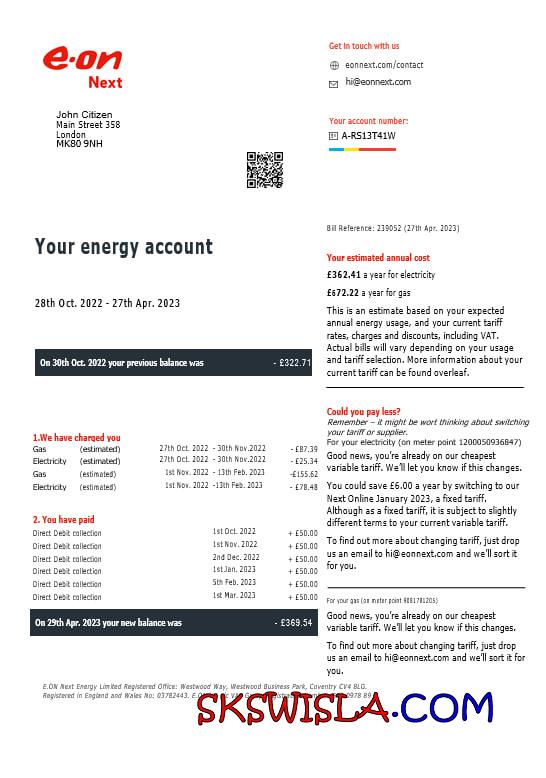 e·on
Next
John Citizen
Main Street 358
London
MK80 9NH
Get in touch with us
eonnext.com/contact
hi@eonnext.com
Your account number:
A-RS13T41W
Bill Reference: 239052 (27th Apr. 2023)
Your energy account
28th Oct. 2022 - 27th Apr. 2023
On 30th Oct. 2022 your previous balance was - £322.71
1.We have charged you
Gas (estimated) 27th Oct. 2022 - 30th Nov.2022 - £87.39
Electricity (estimated) 27th Oct. 2022 - 30th Nov. 2022 - £25.34
Gas (estimated) 1st Nov. 2022 -13th Feb. 2023 -£155.62
Electricity (estimated) 1st Nov. 2022 -13th Feb. 2023 - £78.48
2. You have paid
Direct Debit collection 1st Oct. 2022 + £50.00
Direct Debit collection 1st Nov. 2022 + £50.00
Direct Debit collection 2nd Dec. 2022 + £50.00
Direct Debit collection 1st Jan. 2023 + £50.00
Direct Debit collection 5th Feb. 2023 + £50.00
Direct Debit collection 1st Mar. 2023 + £50.00
On 29th Apr. 2023 your new balance was - £369.54
Your estimated annual cost
£362.41 a year for electricity
£672.22 a year for gas
This is an estimate based on your expected
annual energy usage, and your current tariff
rates, charges and discounts, including VAT.
Actual bills will vary depending on your usage
and tariff selection. More information about your
current tariff can be found overleaf.
Could you pay less?
Remember – it might be wort thinking about switching
your tariff or supplier.
For your electricity (on meter point 1200050936847)
Good news, you’re already on our cheapest
variable tariff. We’ll let you know if this changes.
You could save £6.00 a year by switching to our
Next Online January 2023, a fixed tariff.
Although as a fixed tariff, it is subject to slightly
different terms to your current variable tariff.
To find out more about changing tariff, just drop
us an email to hi@eonnext.com and we’ll sort it
for you.
For your gas (on meter point 8081781205)
Good news, you’re already on our cheapest
variable tariff. We’ll let you know if this changes.
To find out more about changing tariff, just drop
us an email to hi@eonnext.com and we’ll sort it for
you.
E.ON Next Energy Limited Registered Office: Westwood Way, Westwood Business Park, Coventry CV4 8LG.
Registered in England and Wales No: 03782443. E.ON
SKSWISLA.COM